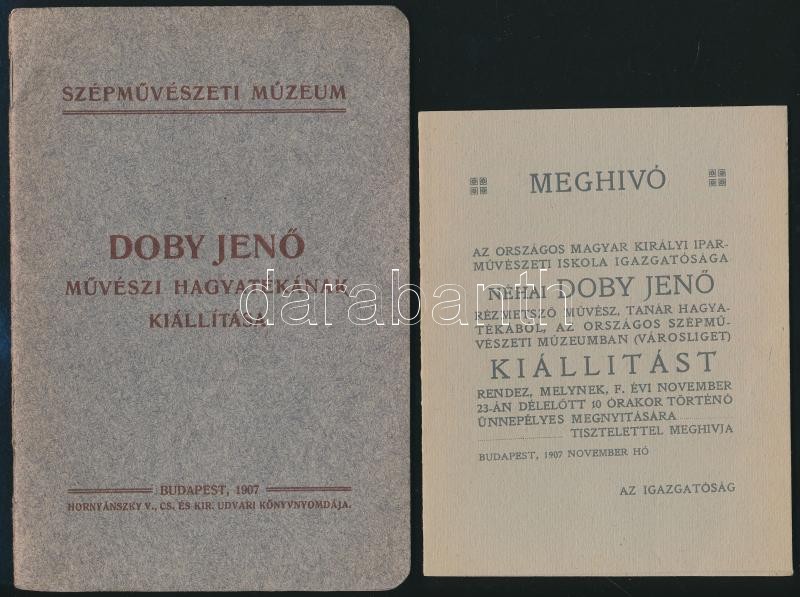 SZÉPMŰVÉSZETI MÚZEUM
DOBY JENŐ
MŰVÉSZI HAGYATÉKÁNAK
KIÁLLÍTÁSA
BUDAPEST, 1907
HORNYÁNSZKY V., CS. ÉS KIR. UDVARI KÖNYVNYOMDÁJA.
MEGHIVÓ
AZ ORSZÁGOS MAGYAR KIRÁLYI IPAR-
MŰVÉSZETI ISKOLA IGAZGATÓSÁGA
NÉHAI DOBY JENŐ
RÉZMETSZŐ MŰVÉSZ, TANÁR HAGYA-
TÉKÁBÓL, AZ ORSZÁGOS SZÉPMŰ-
VÉSZETI MÚZEUMBAN (VÁROSLIGET)
KIÁLLITÁST
RENDEZ, MELYNEK, F. ÉVI NOVEMBER
23-ÁN DÉLELŐTT 10 ÓRAKOR TÖRTÉNŐ
ÜNNEPÉLYES MEGNYITÁSÁRA
TISZTELETTEL MEGHIVJA
BUDAPEST, 1907 NOVEMBER HÓ
AZ IGAZGATÓSÁG
darabanth